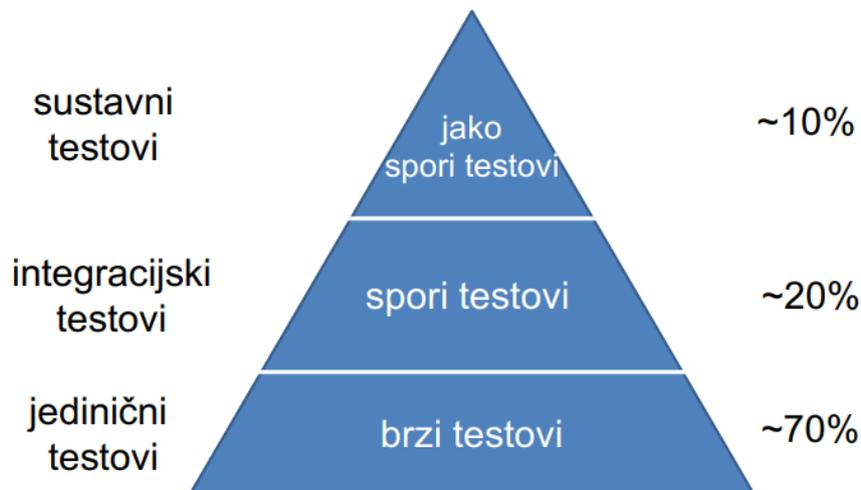 sustavni
testovi
jako
spori testovi
~10%
integracijski
testovi
spori testovi
~20%
jedinični
testovi
brzi testovi
~70%